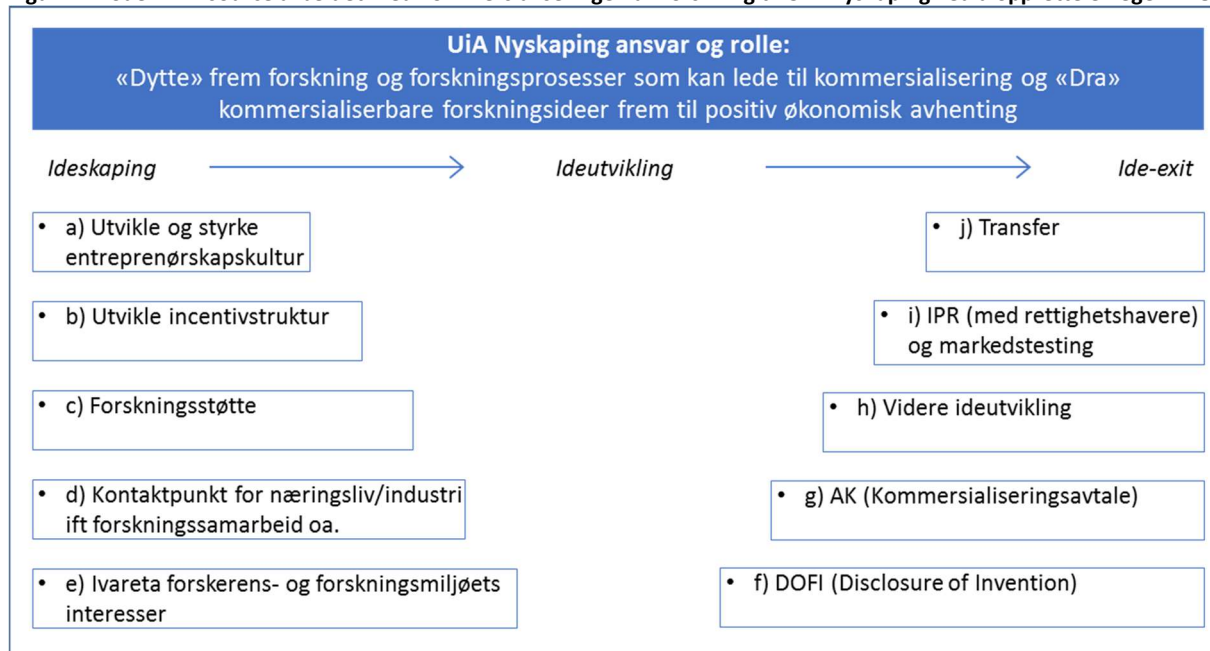 UiA Nyskaping ansvar og rolle:
«Dytte» frem forskning og forskningsprosesser som kan lede til kommersialisering og «Dra»
kommersialiserbare forskningsideer frem til positiv økonomisk avhenting
Ideskaping
Ideutvikling
Ide-exit
• a) Utvikle og styrke
entreprenørskapskultur
• b) Utvikle incentivstruktur
• c) Forskningsstøtte
• d) Kontaktpunkt for næringsliv/industri
ift forskningssamarbeid oa.
• e) Ivareta forskerens- og forskningsmiljøets
interesser
• j) Transfer
• i) IPR (med rettighetshavere)
og markedstesting
• h) Videre ideutvikling
• g) AK (Kommersialiseringsavtale)
• f) DOFI (Disclosure of Invention)